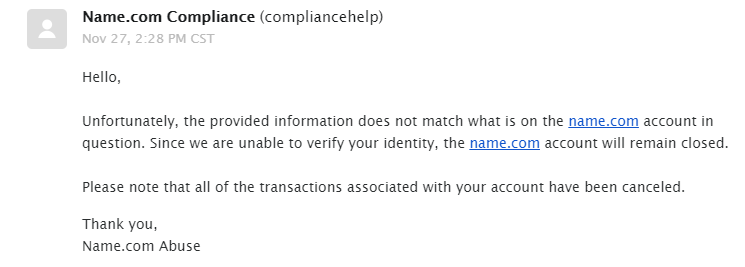 Name.com Compliance (compliancehelp)
Nov 27, 2:28 PM CST
Hello,
Unfortunately, the provided information does not match what is on the name.com account in
question. Since we are unable to verify your identity, the name.com account will remain closed.
Please note that all of the transactions associated with your account have been canceled.
Thank you,
Name.com Abuse